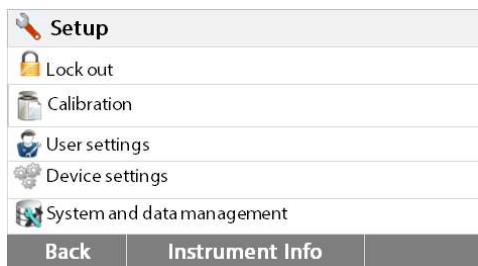 Setup
Lock out
Calibration
User settings
Device settings
System and data management
Back Instrument Info